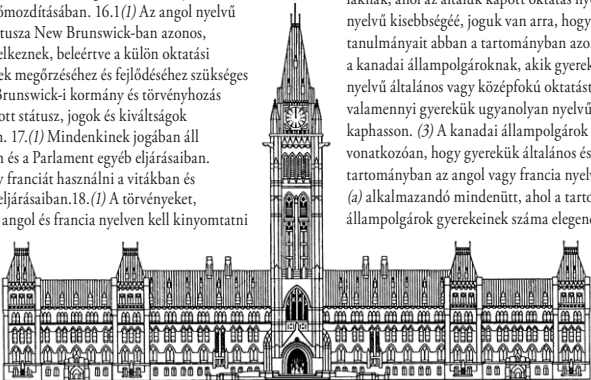 őmozdításában. 16.1(1) Az angol nyelvű
tusza New Brunswick-ban azonos,
elkeznek, beleértve a külön oktatási
ek megőrzéséhez és fejlődéséhez szükséges
Brunswick-i kormány és törvényhozás
ott státusz, jogok és kiváltságok
n. 17.(1) Mindenkinek jogában áll
n és a Parlament egyéb eljárásaiban.
y franciát használni a vitákban és
eljárásaiban.18.(1) A törvényeket,
angol és francia nyelven kell kinyomtatni
laknak, ahol az általuk kapott oktatás nye
nyelvű kisebbségéé, joguk van arra, hogy
tanulmányait abban a tartományban azon
a kanadai állampolgároknak, akik gyerek
nyelvű általános vagy középfokú oktatást
valamennyi gyerekük ugyanolyan nyelvű
kaphasson. (3) A kanadai állampolgárok
vonatkozóan, hogy gyerekük általános és
tartományban az angol vagy francia nyelv
(a) alkalmazandó mindenütt, ahol a tarto
állampolgárok gyerekeinek száma elegend